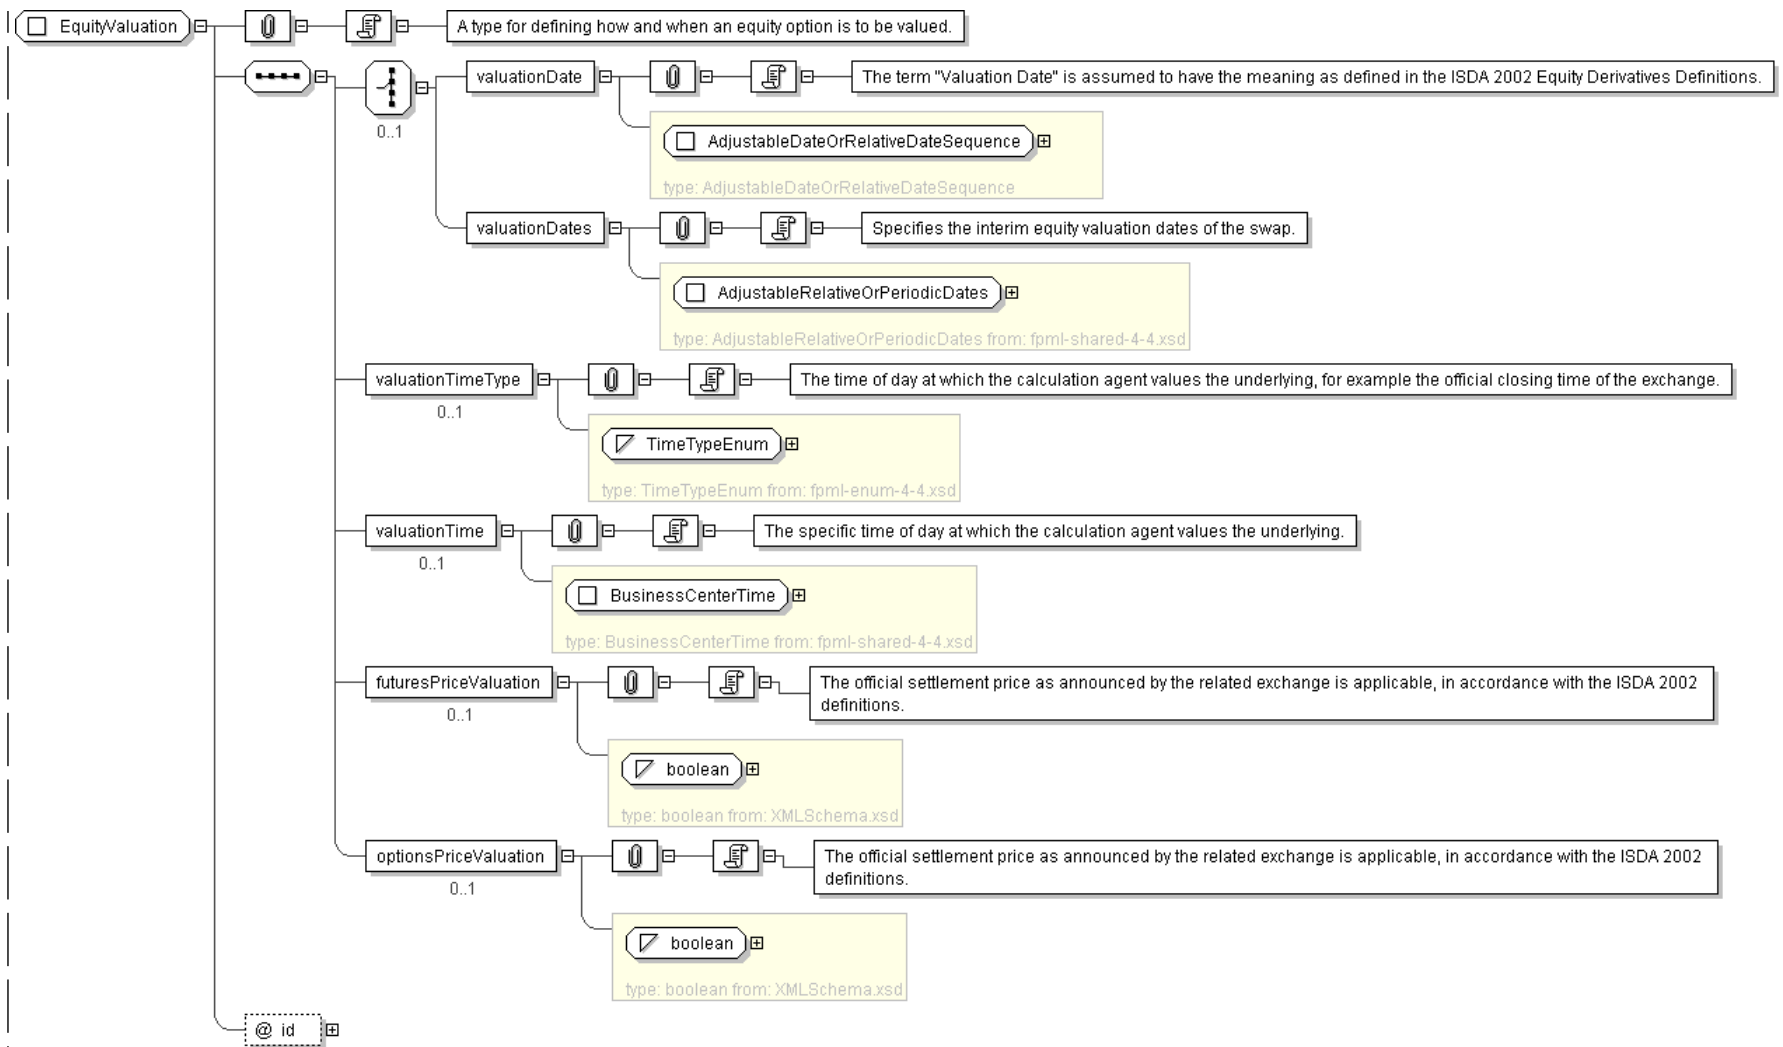 EquityValuation
A type for defining how and when an equity option is to be valued.
0..1
valuationDate
The term "Valuation Date" is assumed to have the meaning as defined in the ISDA 2002 Equity Derivatives Definitions.
AdjustableDateOrRelativeDateSequence
type: AdjustableDateOrRelativeDateSequence
valuationDates
Specifies the interim equity valuation dates of the swap.
AdjustableRelativeOrPeriodicDates
type: AdjustableRelativeOrPeriodicDates from: fpml-shared-4-4.xsd
valuationTimeType
0..1
The time of day at which the calculation agent values the underlying, for example the official closing time of the exchange.
TimeTypeEnum
type: TimeTypeEnum from: fpml-enum-4-4.xsd
valuationTime
0..1
The specific time of day at which the calculation agent values the underlying.
BusinessCenterTime
type: BusinessCenterTime from: fpml-shared-4-4.xsd
futuresPriceValuation
0..1
The official settlement price as announced by the related exchange is applicable, in accordance with the ISDA 2002
definitions.
boolean
type: boolean from: XMLSchema.xsd
optionsPriceValuation
0..1
The official settlement price as announced by the related exchange is applicable, in accordance with the ISDA 2002
definitions.
boolean
type: boolean from: XMLSchema.xsd
@ id